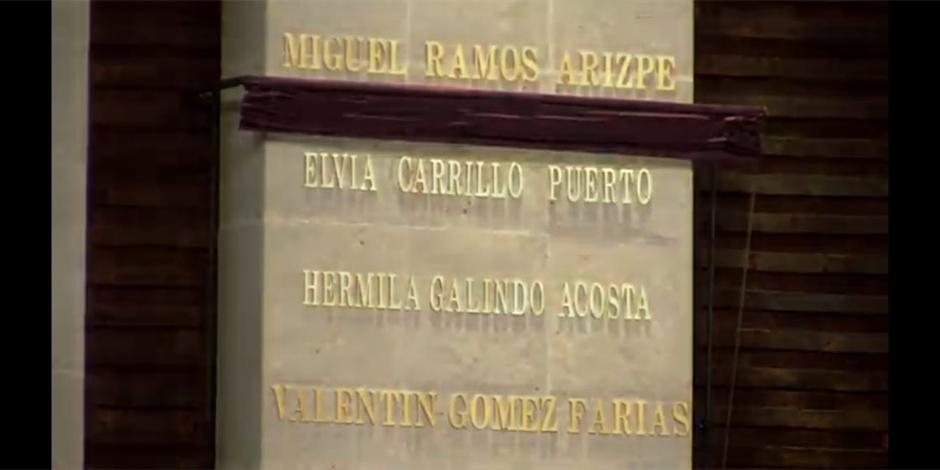 MIGUEL RAMOS ARIZPE
ELVIA CARRILLO PUERTO
HERMILA GALINDO ACOSTA
VALENTIN GOMEZ FARIAS